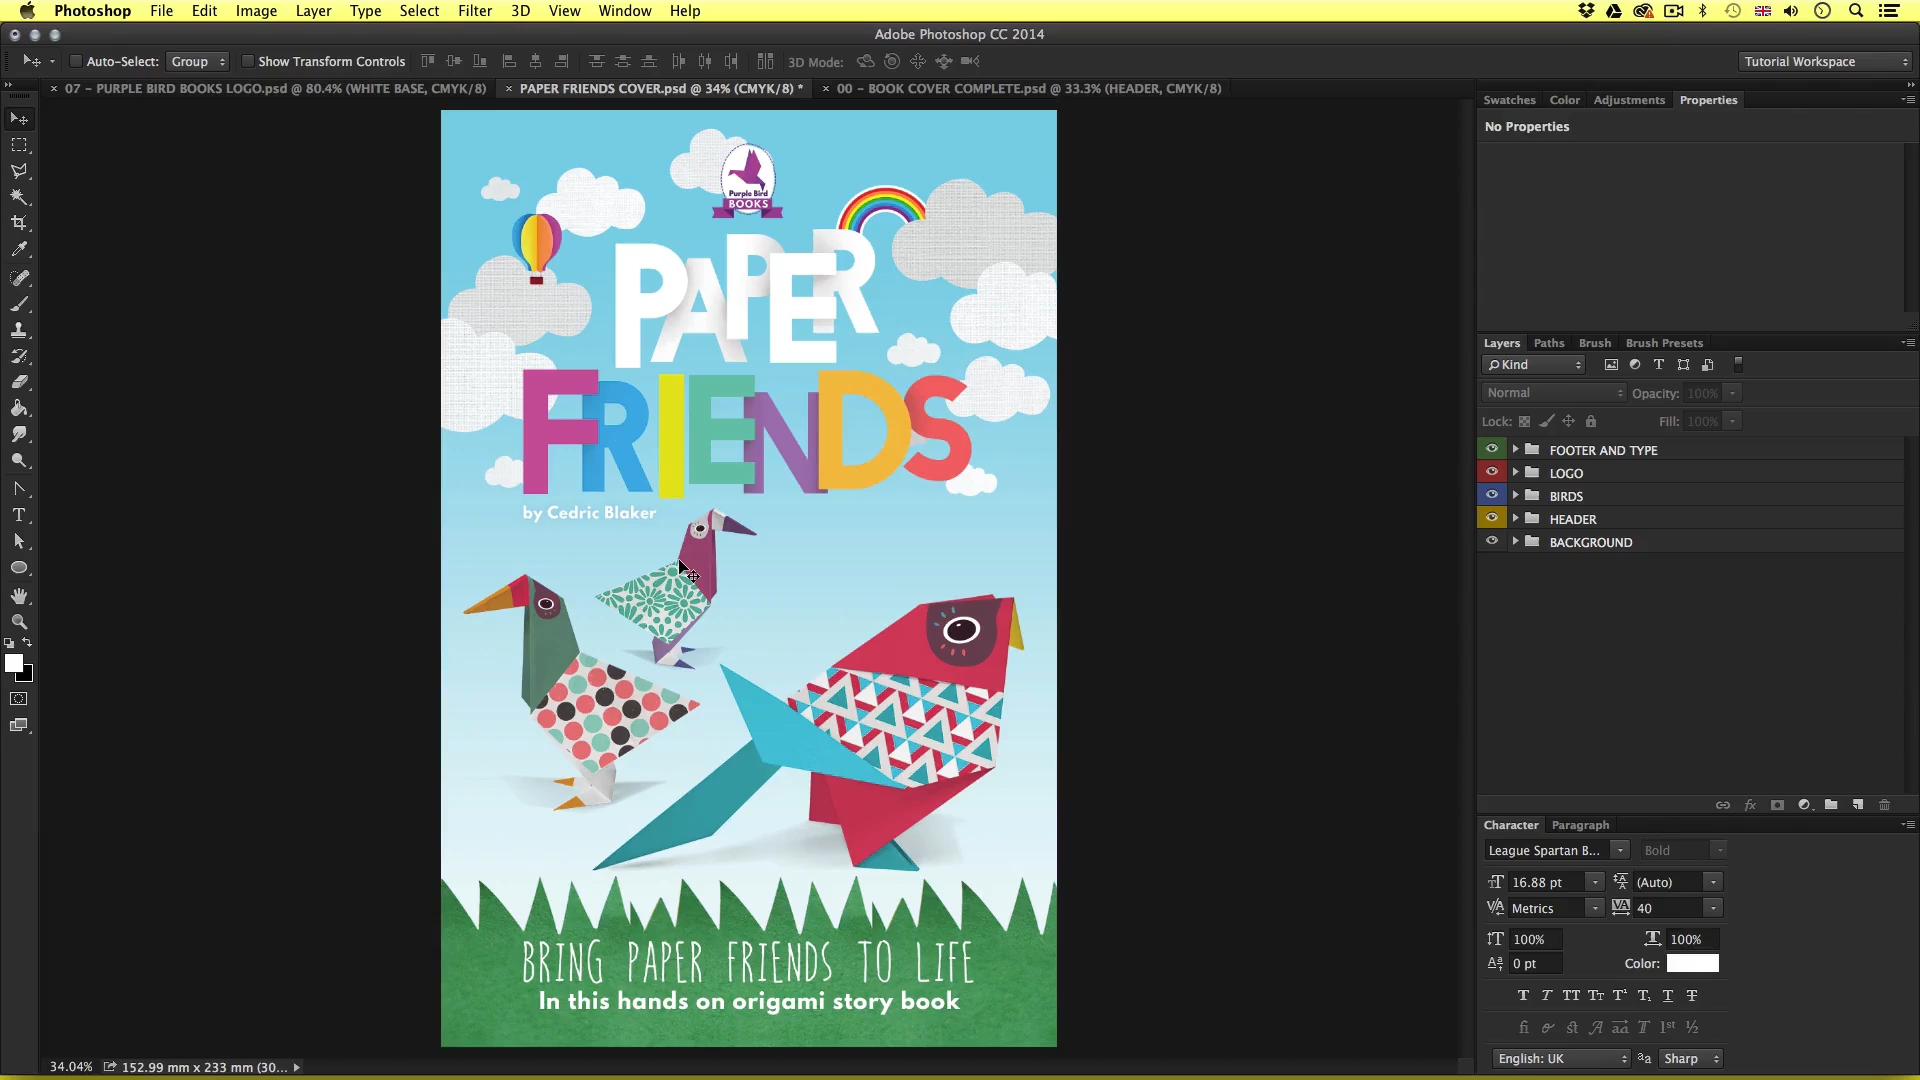 Photoshop File Edit Image Layer Type Select Filter 3D View Window Help
Adobe Photoshop CC 2014
Auto-Select: Group Show Transform Controls 3D Mode: Tutorial Workspace
× 07 – PURPLE BIRD BOOKS LOGO.psd @ 80.4% (WHITE BASE, CMYK/8) × PAPER FRIENDS COVER.psd @ 34% (CMYK/8) * × 00 – BOOK COVER COMPLETE.psd @ 33.3% (HEADER, CMYK/8)
Swatches Color Adjustments Properties
No Properties
Purple Bird
BOOKS
PAPER
FRIENDS
by Cedric Blaker
BRING PAPER FRIENDS TO LIFE
In this hands on origami story book
Layers Paths Brush Brush Presets
Kind
Normal Opacity: 100%
Lock: Fill: 100%
FOOTER AND TYPE
LOGO
BIRDS
HEADER
BACKGROUND
Character Paragraph
League Spartan B... Bold
16.88 pt (Auto)
Metrics 40
100% 100%
0 pt Color:
English: UK Sharp
34.04% 152.99 mm x 233 mm (30...